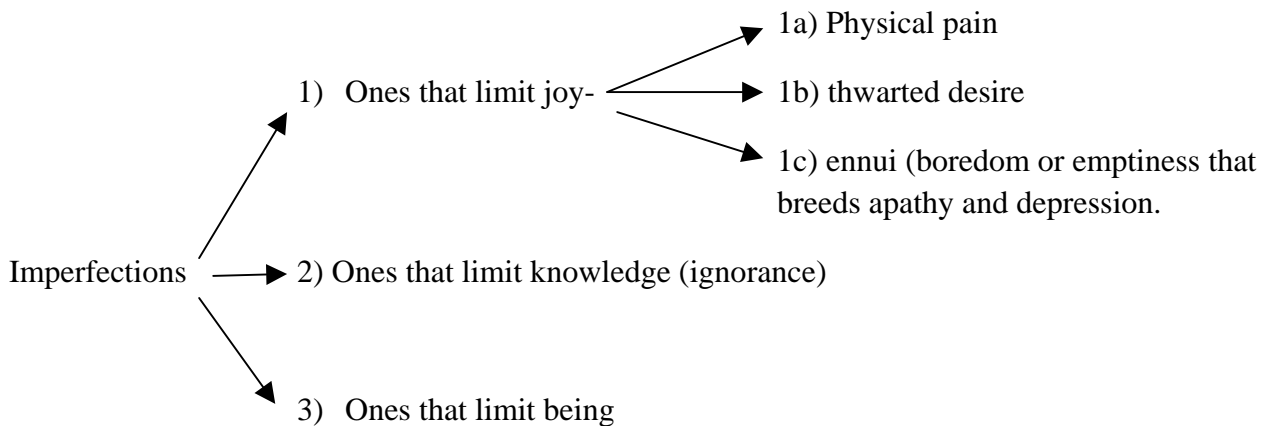 1a) Physical pain
1) Ones that limit joy-
1b) thwarted desire
1c) ennui (boredom or emptiness that
breeds apathy and depression.
Imperfections
2) Ones that limit knowledge (ignorance)
3) Ones that limit being